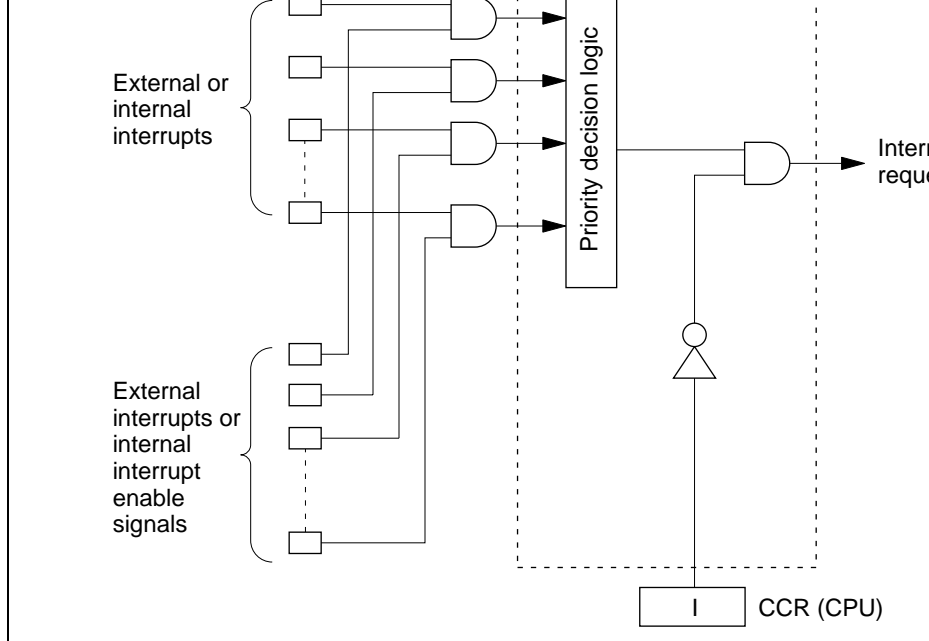 External or
internal
interrupts
Priority decision logic
External
interrupts or
internal
interrupt
enable
signals
I
CCR (CPU)